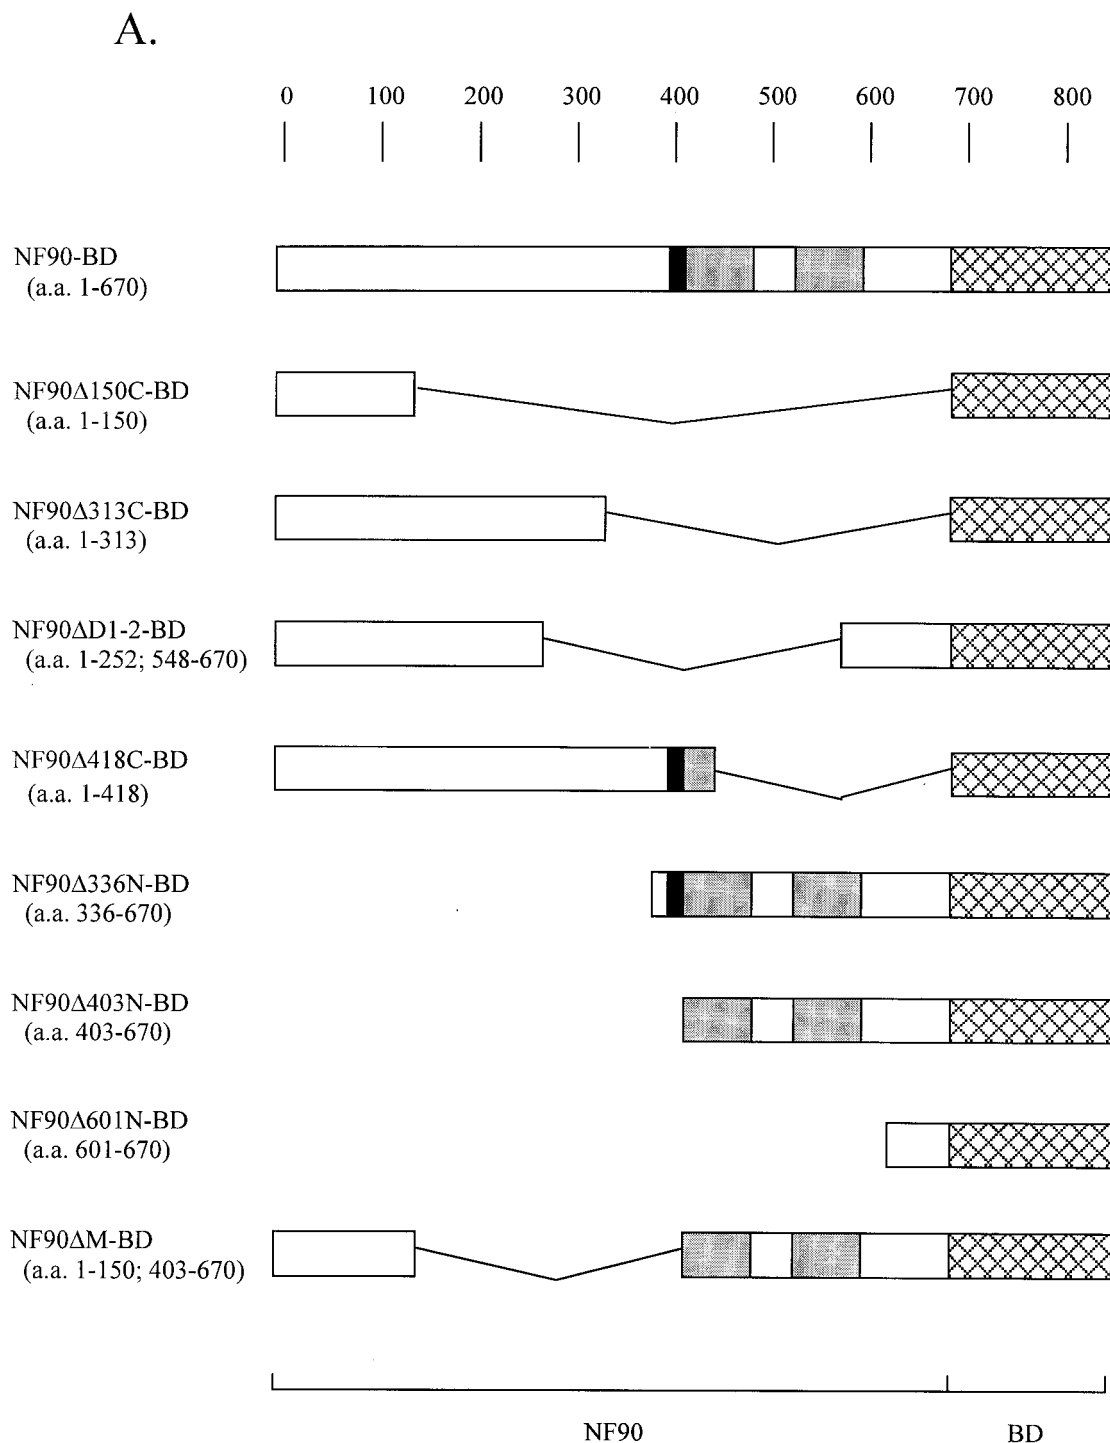 A.
0 100 200 300 400 500 600 700 800
NF90-BD
(a.a. 1-670)
NF90Δ150C-BD
(a.a. 1-150)
NF90Δ313C-BD
(a.a. 1-313)
NF90ΔD1-2-BD
(a.a. 1-252; 548-670)
NF90Δ418C-BD
(a.a. 1-418)
NF90Δ336N-BD
(a.a. 336-670)
NF90Δ403N-BD
(a.a. 403-670)
NF90Δ601N-BD
(a.a. 601-670)
NF90ΔM-BD
(a.a. 1-150; 403-670)
NF90 BD